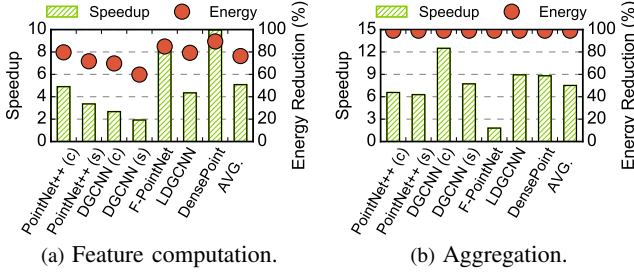 Speedup Energy
Speedup
10
8
6
4
2
0
100
80
60
40
20
0
Energy Reduction (%)
PointNet++ (c)
PointNet++ (s)
DGCNN (c)
DGCNN (s)
F-PointNet
LDGCNN
DensePoint
AVG.
(a) Feature computation.
Speedup Energy
Speedup
15
12
9
6
3
0
100
80
60
40
20
0
Energy Reduction (%)
PointNet++ (c)
PointNet++ (s)
DGCNN (c)
DGCNN (s)
F-PointNet
LDGCNN
DensePoint
AVG.
(b) Aggregation.